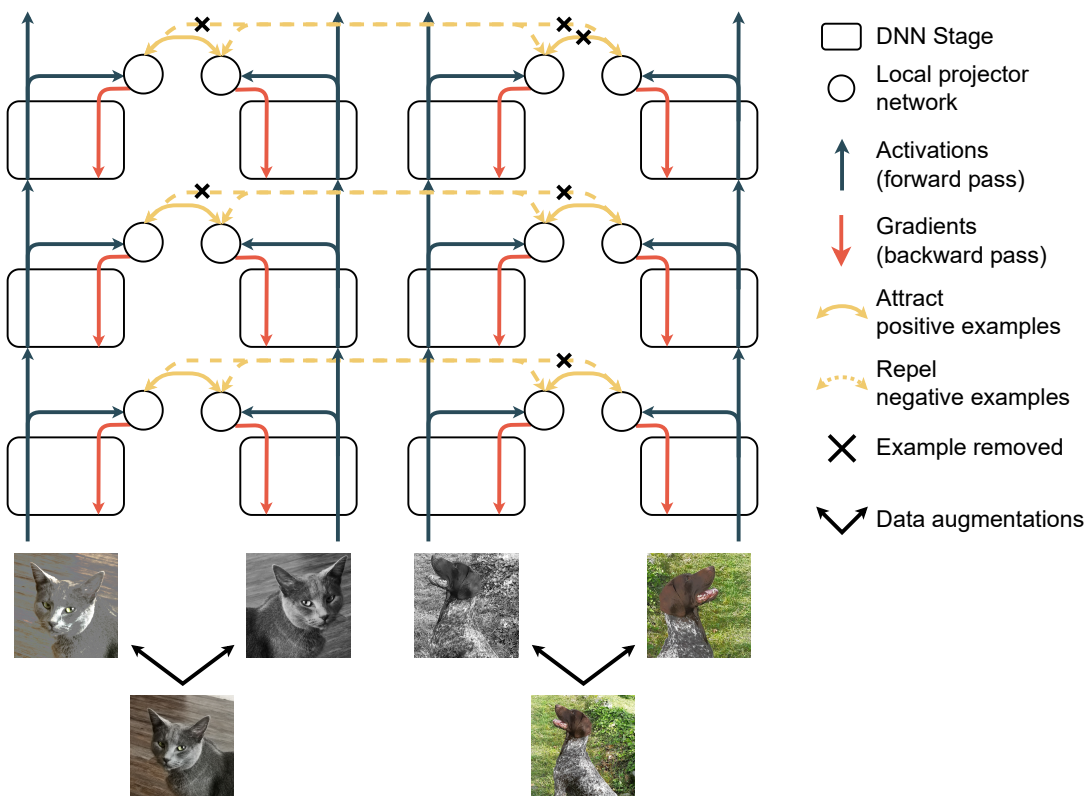 DNN Stage
Local projector
network
Activations
(forward pass)
Gradients
(backward pass)
Attract
positive examples
Repel
negative examples
Example removed
Data augmentations